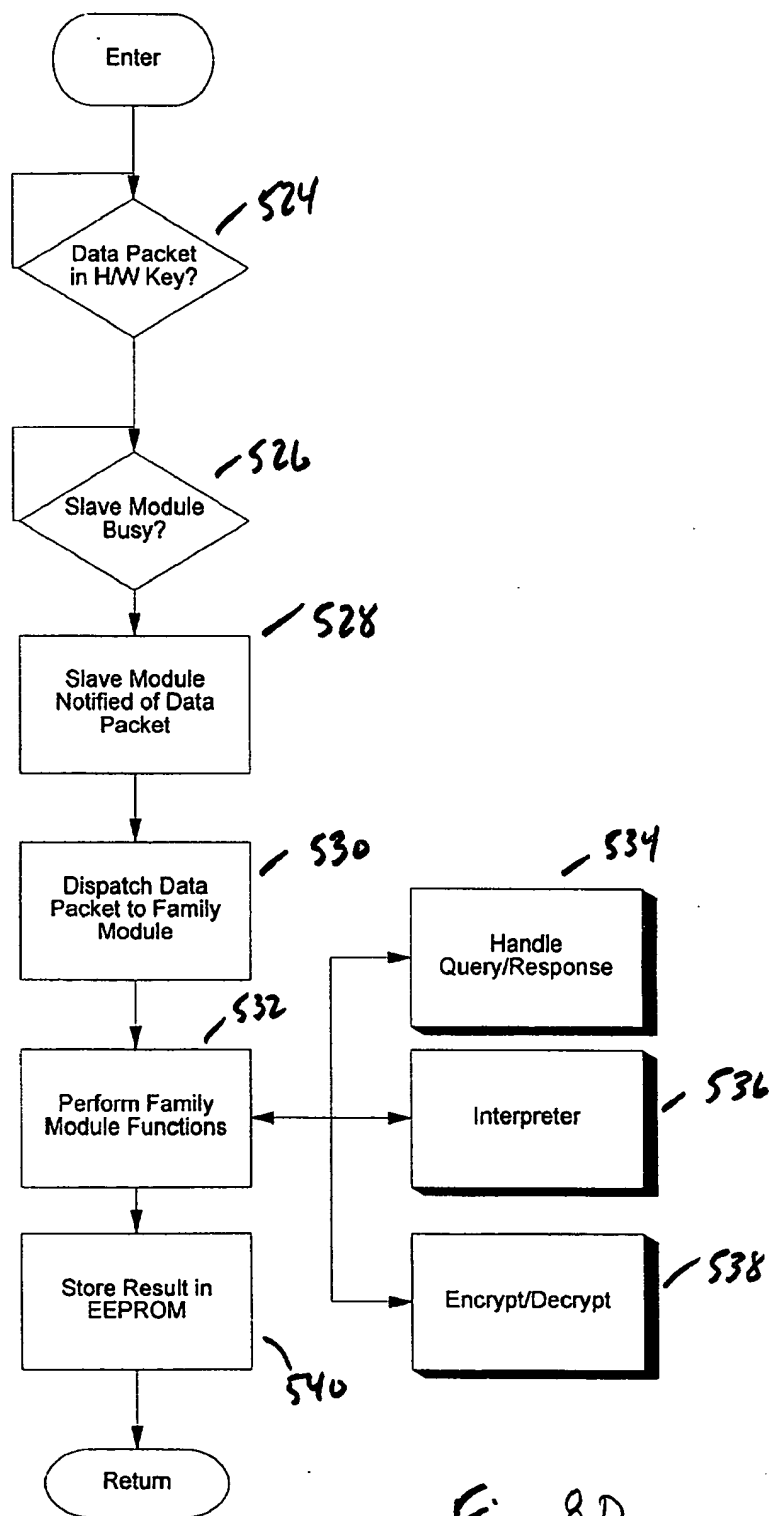 Enter
524
Data Packet
in H/W Key?
526
Slave Module
Busy?
528
Slave Module
Notified of Data
Packet
530
Dispatch Data
Packet to Family
Module
534
Handle
Query/Response
532
Perform Family
Module Functions
536
Interpreter
Store Result in
EEPROM
540
538
Encrypt/Decrypt
Return
8D